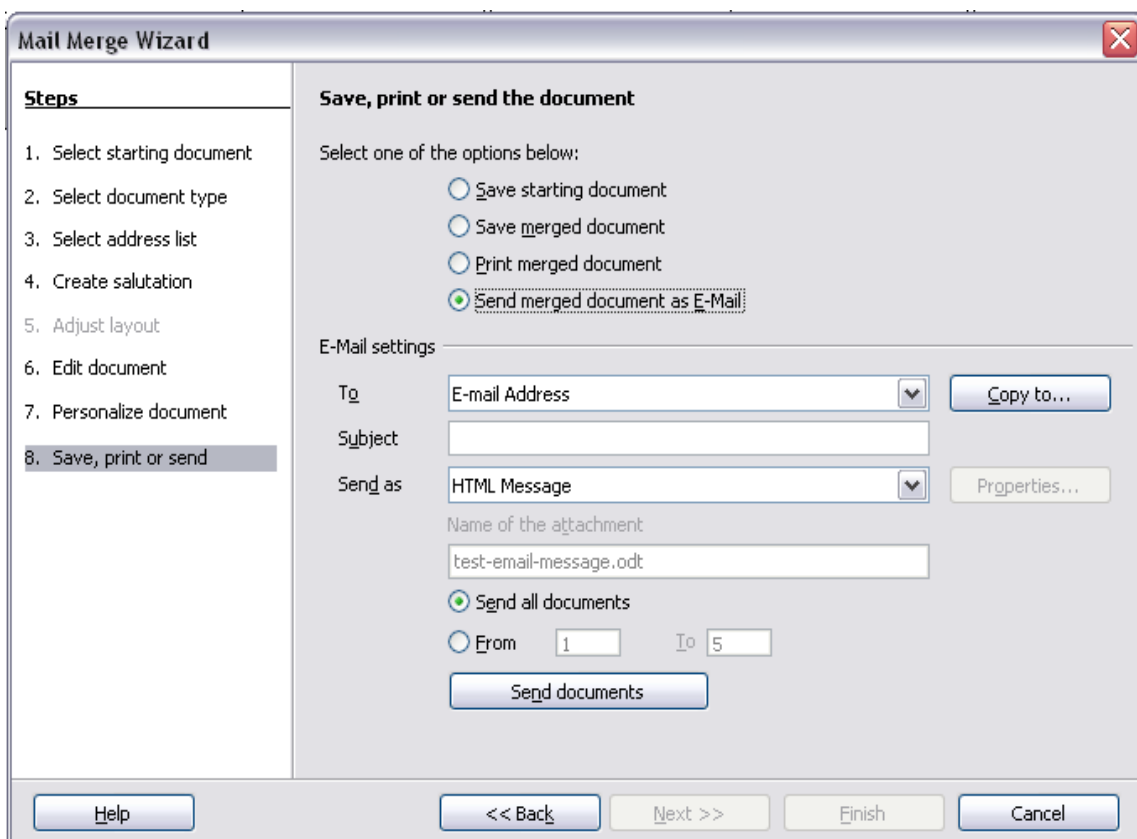 Mail Merge Wizard
Steps
1. Select starting document
2. Select document type
3. Select address list
4. Create salutation
5. Adjust layout
6. Edit document
7. Personalize document
8. Save, print or send
Save, print or send the document
Select one of the options below:
Save starting document
Save merged document
Print merged document
Send merged document as E-Mail
E-Mail settings
To E-mail Address Copy to...
Subject
Send as HTML Message Properties...
Name of the attachment
test-email-message.odt
Send all documents
From 1 To 5
Send documents
Help << Back Next >> Finish Cancel